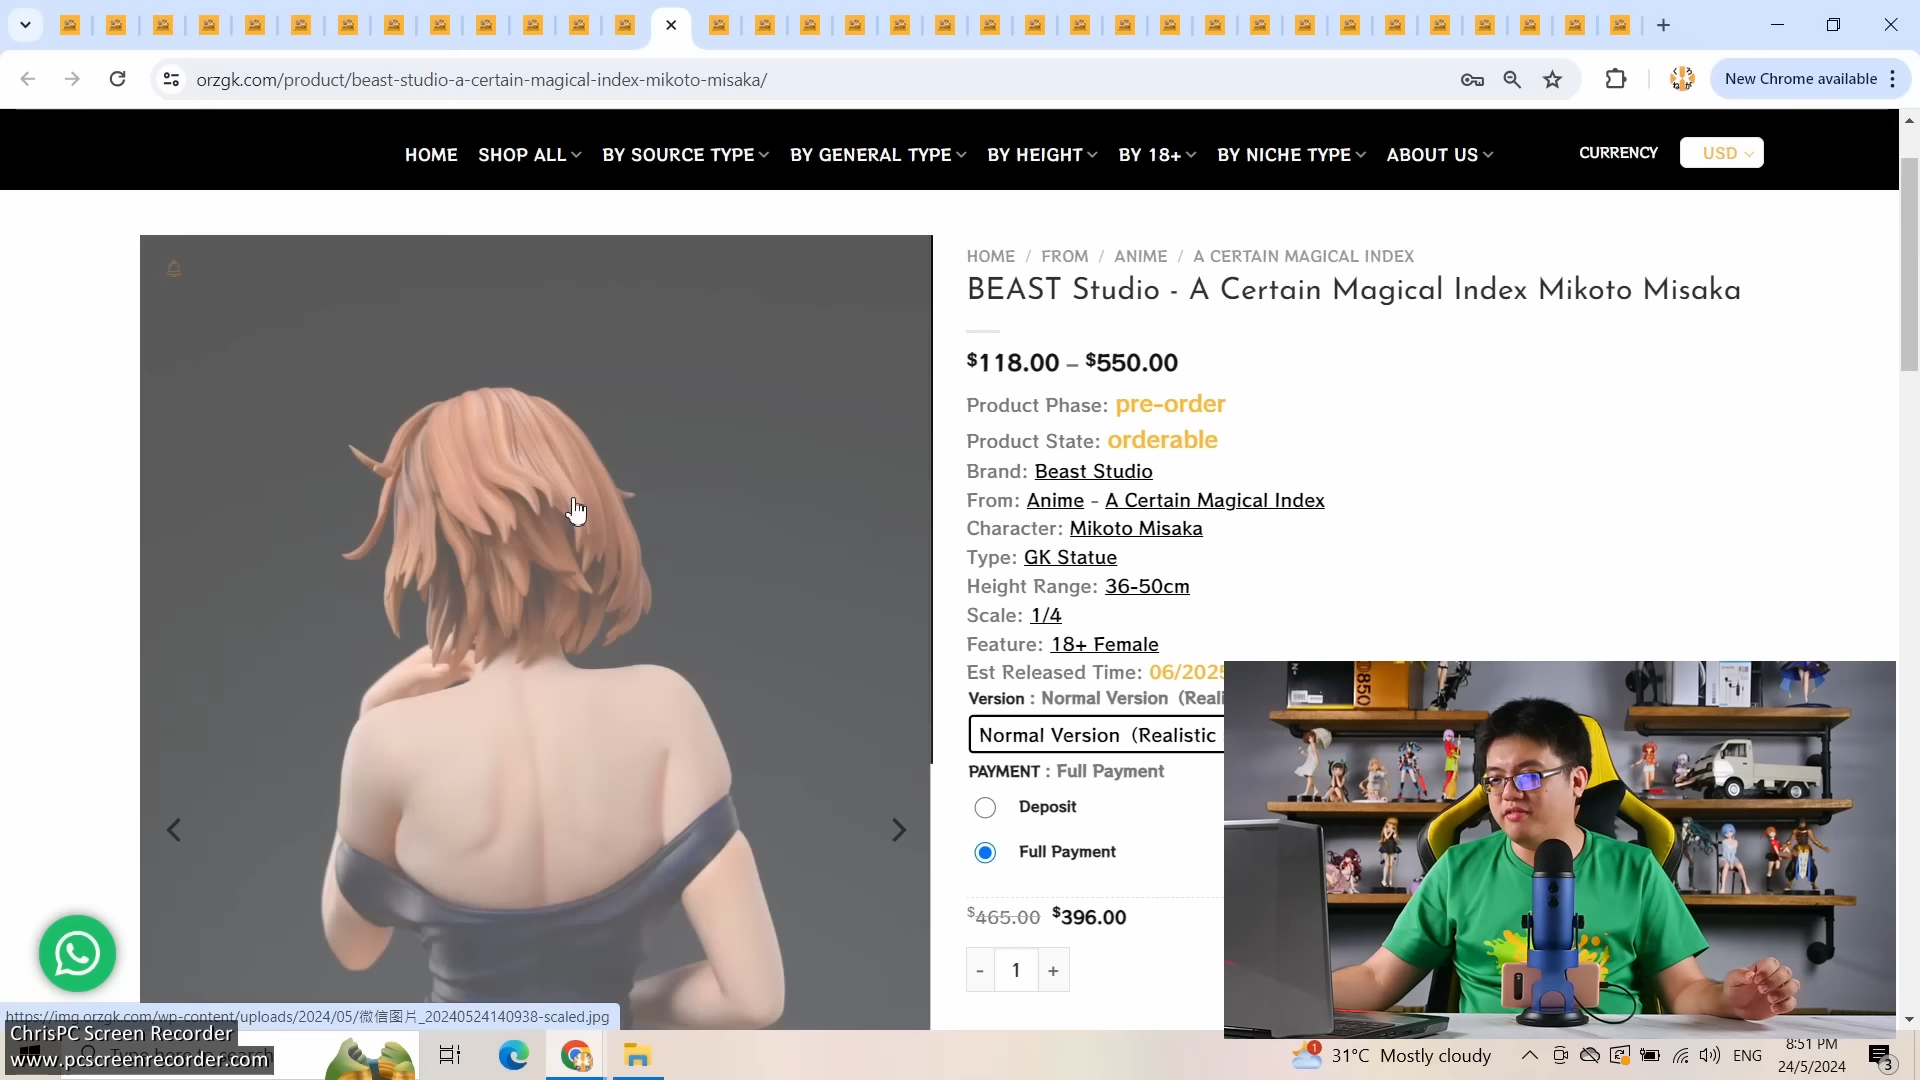 orzgk.com/product/beast-studio-a-certain-magical-index-mikoto-misaka/
New Chrome available
HOME SHOP ALL BY SOURCE TYPE BY GENERAL TYPE BY HEIGHT BY 18+ BY NICHE TYPE ABOUT US CURRENCY USD
HOME / FROM / ANIME / A CERTAIN MAGICAL INDEX
BEAST Studio - A Certain Magical Index Mikoto Misaka
$118.00 – $550.00
Product Phase: pre-order
Product State: orderable
Brand: Beast Studio
From: Anime - A Certain Magical Index
Character: Mikoto Misaka
Type: GK Statue
Height Range: 36-50cm
Scale: 1/4
Feature: 18+ Female
Est Released Time: 06/2025
Version : Normal Version（Reali
Normal Version（Realistic
PAYMENT : Full Payment
Deposit
Full Payment
$465.00 $396.00
- 1 +
D850
https://img.orzgk.com/wp-content/uploads/2024/05/微信图片_20240524140938-scaled.jpg
ChrisPC Screen Recorder
www.pcscreenrecorder.com
1
31°C Mostly cloudy
ENG
8:51 PM
24/5/2024
3